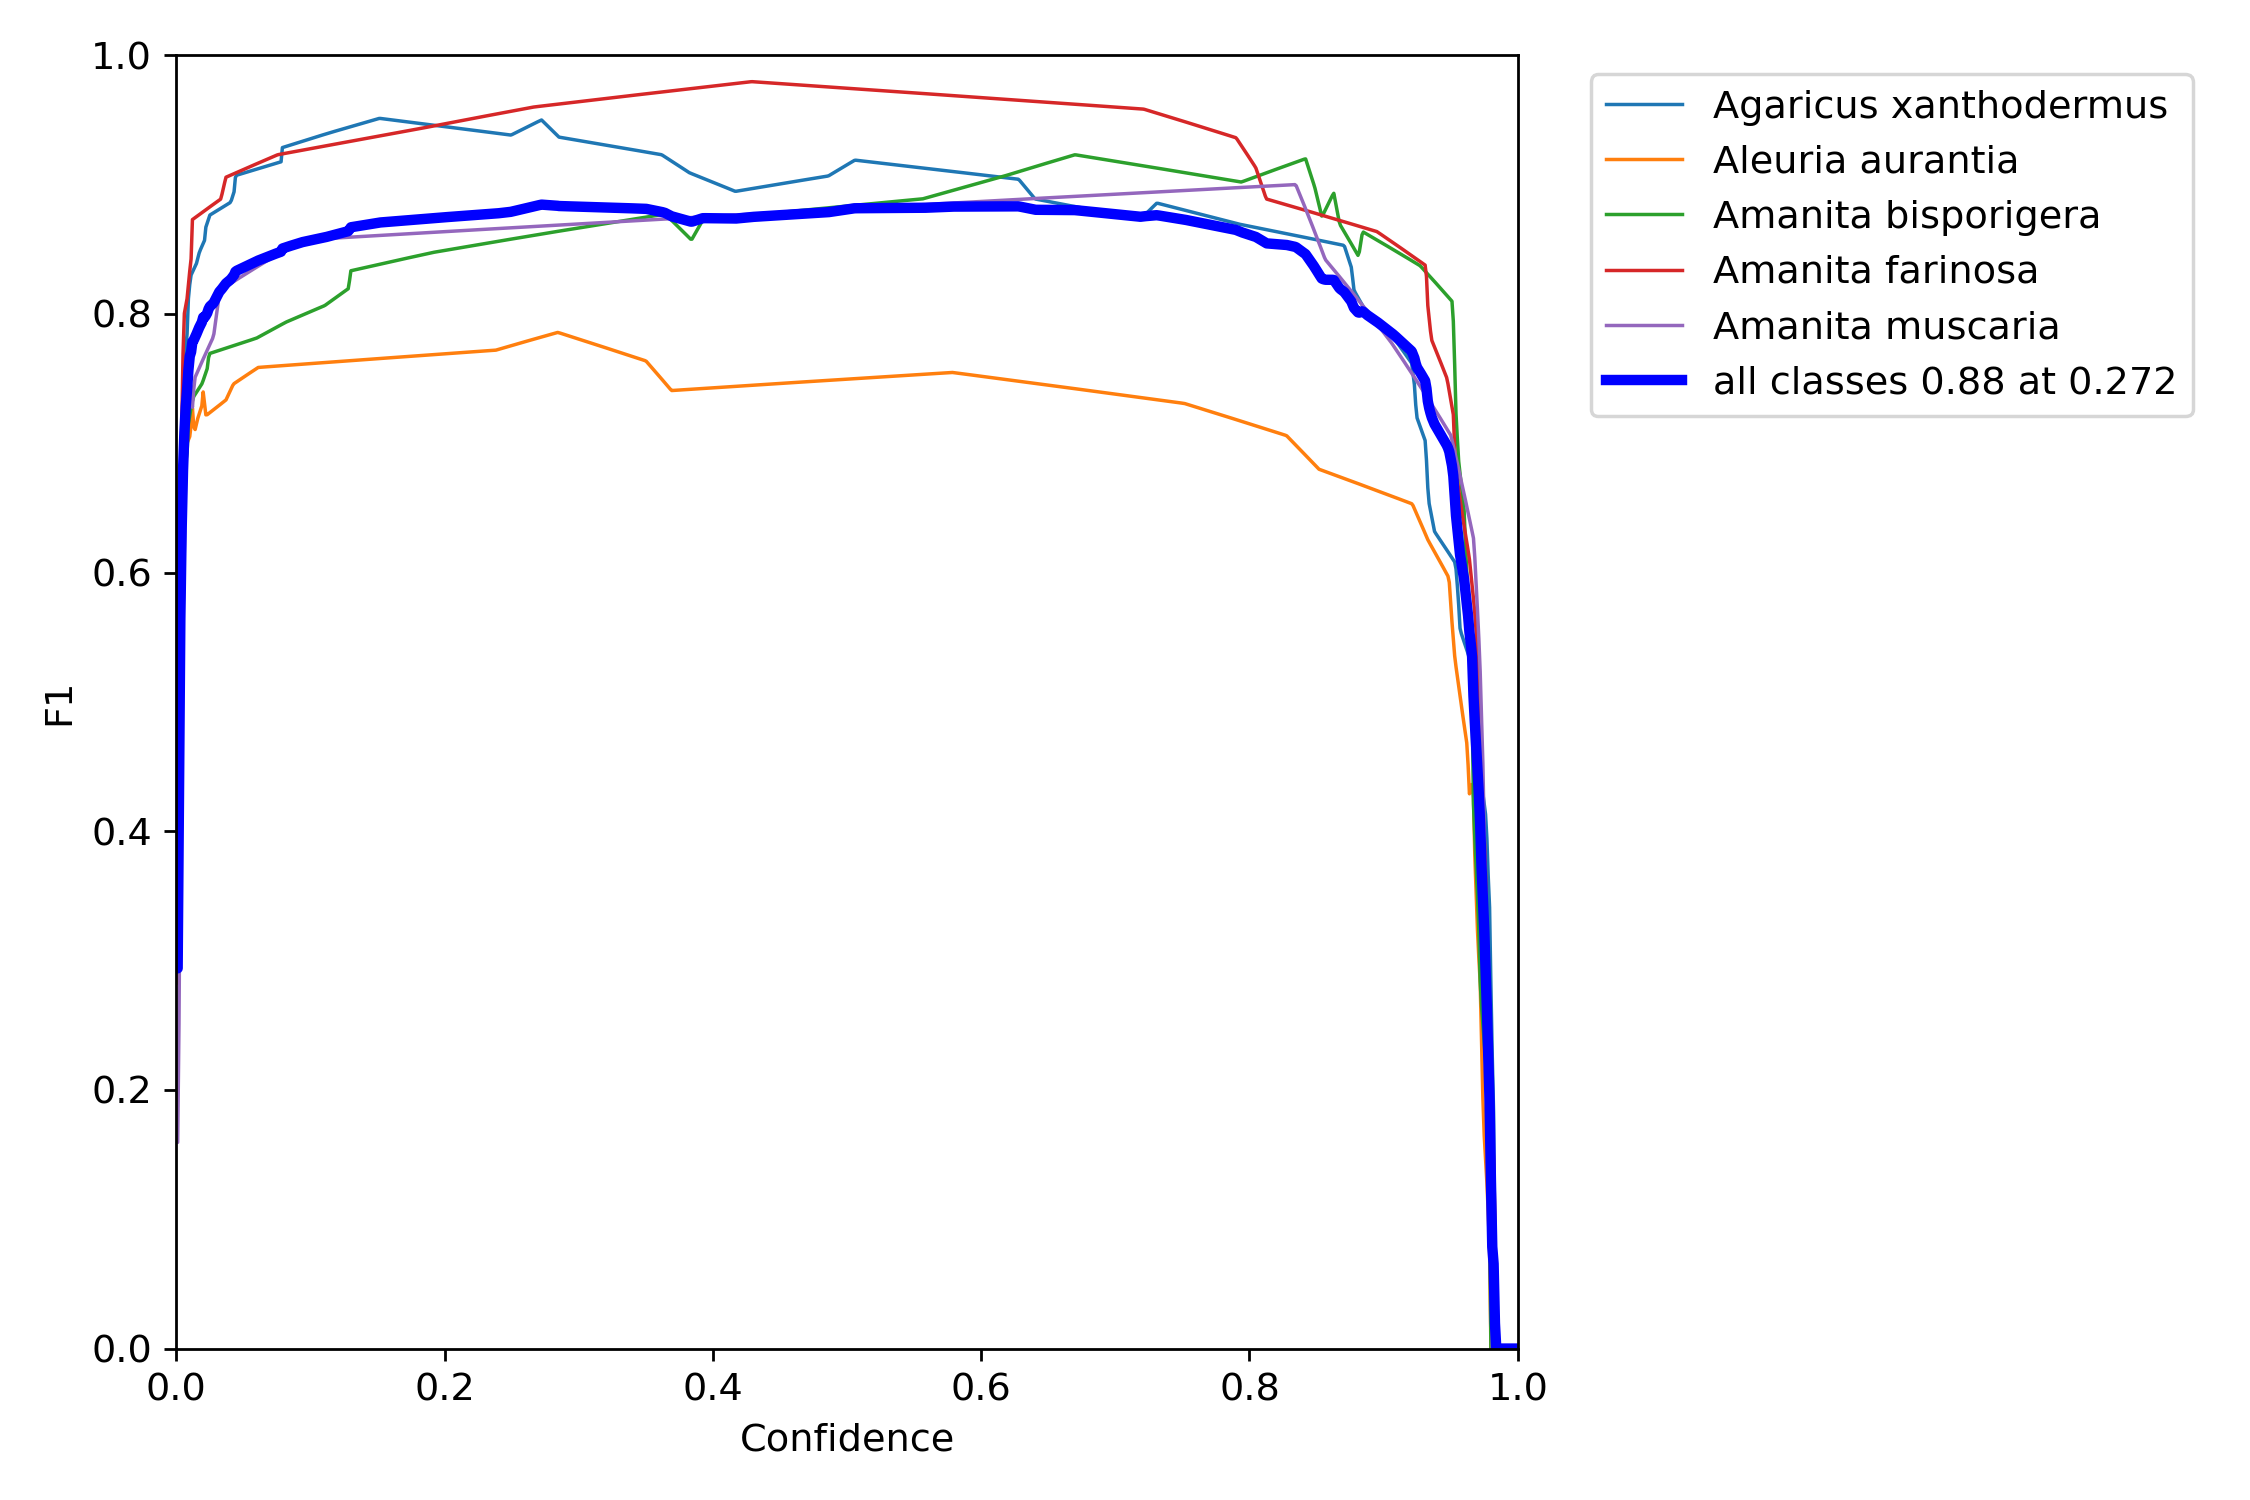 1.0
0.8
0.6
0.4
0.2
0.0
F1
0.0 0.2 0.4 0.6 0.8 1.0
Confidence
Agaricus xanthodermus
Aleuria aurantia
Amanita bisporigera
Amanita farinosa
Amanita muscaria
all classes 0.88 at 0.272